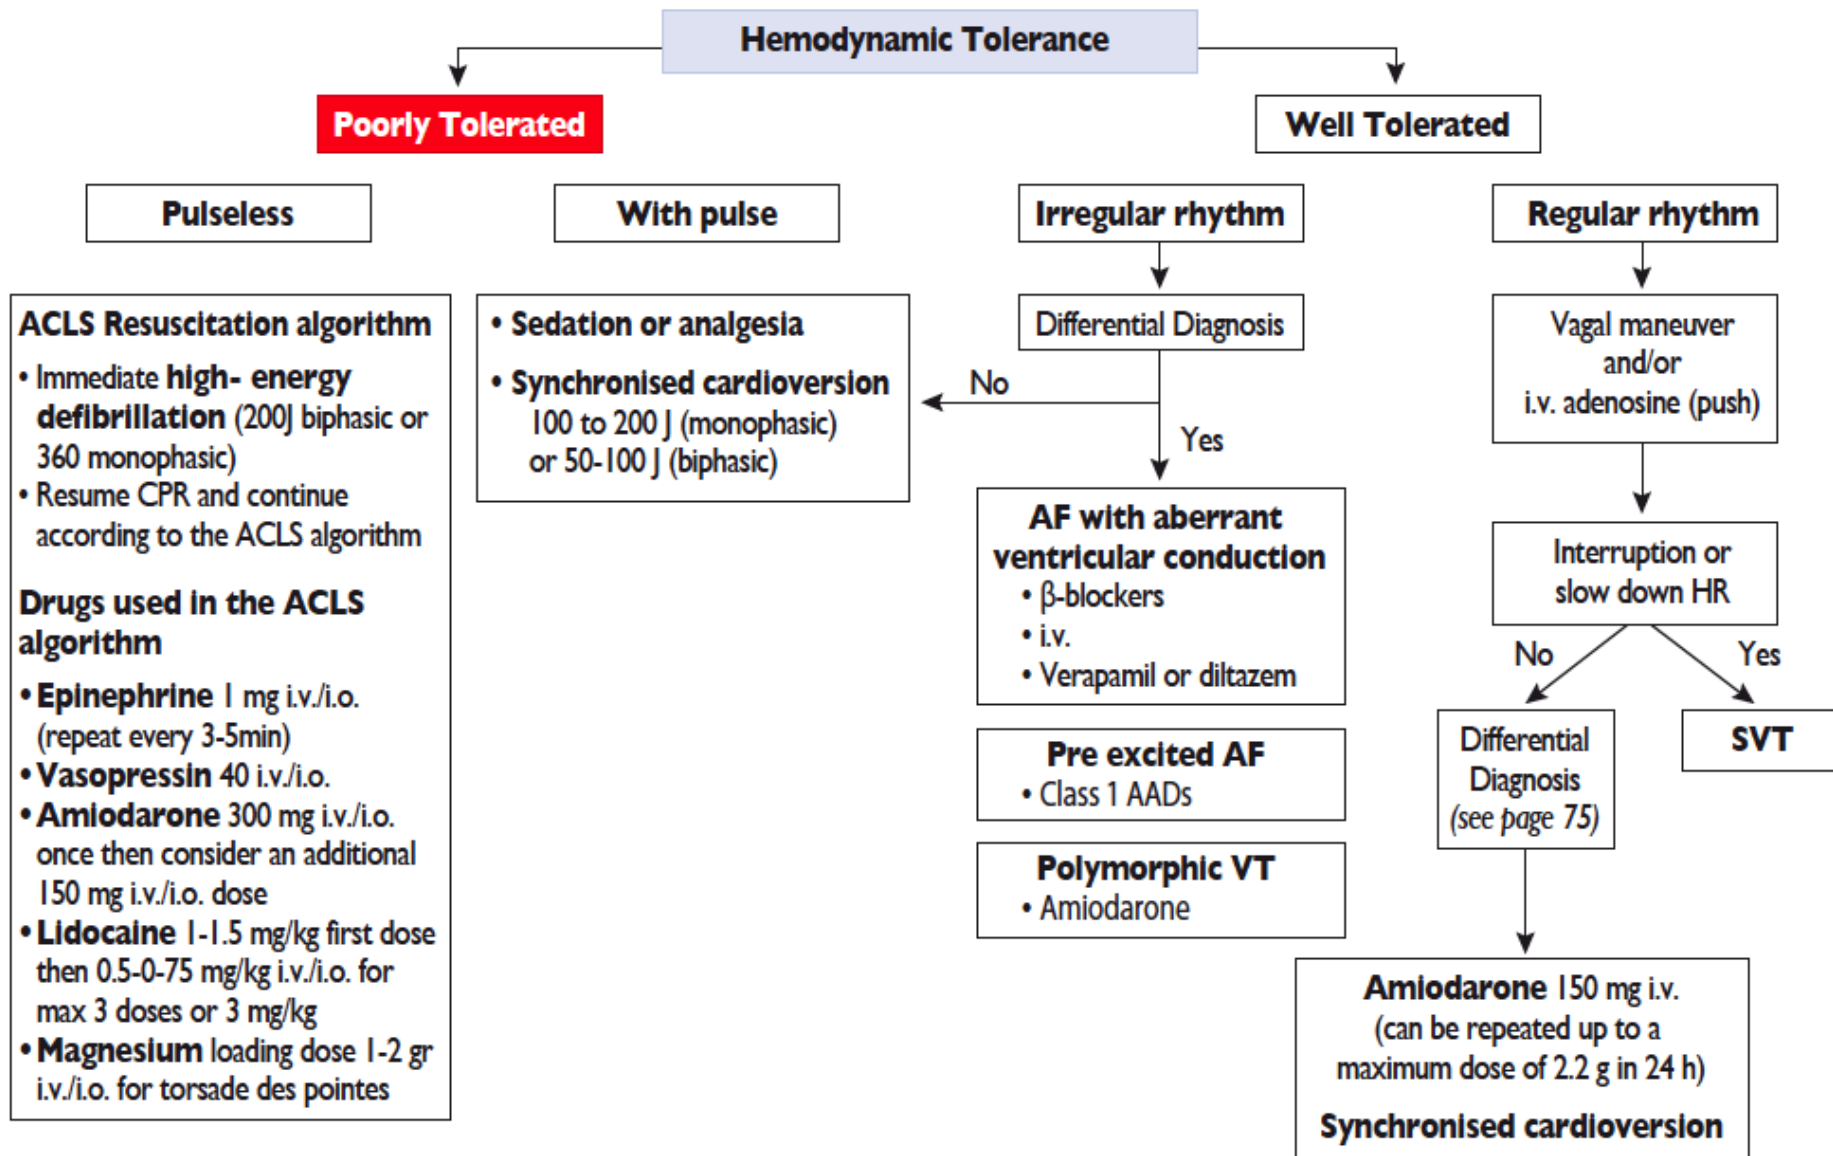 Hemodynamic Tolerance
Poorly Tolerated
Well Tolerated
Pulseless
With pulse
Irregular rhythm
Regular rhythm
ACLS Resuscitation algorithm
• Immediate high- energy
defibrillation (200J biphasic or
360 monophasic)
• Resume CPR and continue
according to the ACLS algorithm
Drugs used in the ACLS
algorithm
• Epinephrine 1 mg i.v./i.o.
(repeat every 3-5min)
• Vasopressin 40 i.v./i.o.
• Amiodarone 300 mg i.v./i.o.
once then consider an additional
150 mg i.v./i.o. dose
• Lidocaine 1-1.5 mg/kg first dose
then 0.5-0-75 mg/kg i.v./i.o. for
max 3 doses or 3 mg/kg
• Magnesium loading dose 1-2 gr
i.v./i.o. for torsade des pointes
• Sedation or analgesia
• Synchronised cardioversion
100 to 200 J (monophasic)
or 50-100 J (biphasic)
Differential Diagnosis
No
Yes
AF with aberrant
ventricular conduction
• β-blockers
• i.v.
• Verapamil or diltazem
Pre excited AF
• Class 1 AADs
Polymorphic VT
• Amiodarone
Vagal maneuver
and/or
i.v. adenosine (push)
Interruption or
slow down HR
No
Yes
Differential
Diagnosis
(see page 75)
SVT
Amiodarone 150 mg i.v.
(can be repeated up to a
maximum dose of 2.2 g in 24 h)
Synchronised cardioversion